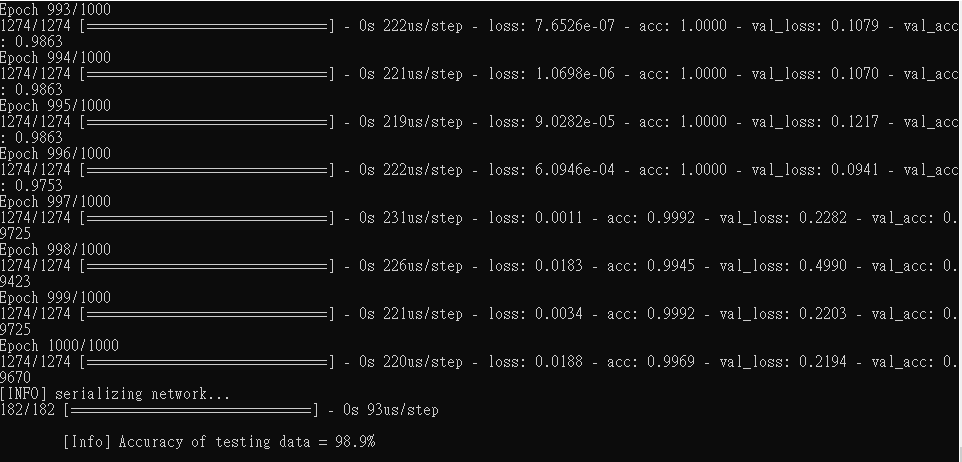 Epoch 993/1000
1274/1274 [==============================] - 0s 222us/step - loss: 7.6526e-07 - acc: 1.0000 - val_loss: 0.1079 - val_acc
: 0.9863
Epoch 994/1000
1274/1274 [==============================] - 0s 221us/step - loss: 1.0698e-06 - acc: 1.0000 - val_loss: 0.1070 - val_acc
: 0.9863
Epoch 995/1000
1274/1274 [==============================] - 0s 219us/step - loss: 9.0282e-05 - acc: 1.0000 - val_loss: 0.1217 - val_acc
: 0.9863
Epoch 996/1000
1274/1274 [==============================] - 0s 222us/step - loss: 6.0946e-04 - acc: 1.0000 - val_loss: 0.0941 - val_acc
: 0.9753
Epoch 997/1000
1274/1274 [==============================] - 0s 231us/step - loss: 0.0011 - acc: 0.9992 - val_loss: 0.2282 - val_acc: 0.
9725
Epoch 998/1000
1274/1274 [==============================] - 0s 226us/step - loss: 0.0183 - acc: 0.9945 - val_loss: 0.4990 - val_acc: 0.
9423
Epoch 999/1000
1274/1274 [==============================] - 0s 221us/step - loss: 0.0034 - acc: 0.9992 - val_loss: 0.2203 - val_acc: 0.
9725
Epoch 1000/1000
1274/1274 [==============================] - 0s 220us/step - loss: 0.0188 - acc: 0.9969 - val_loss: 0.2194 - val_acc: 0.
9670
[INFO] serializing network...
182/182 [==============================] - 0s 93us/step
[Info] Accuracy of testing data = 98.9%